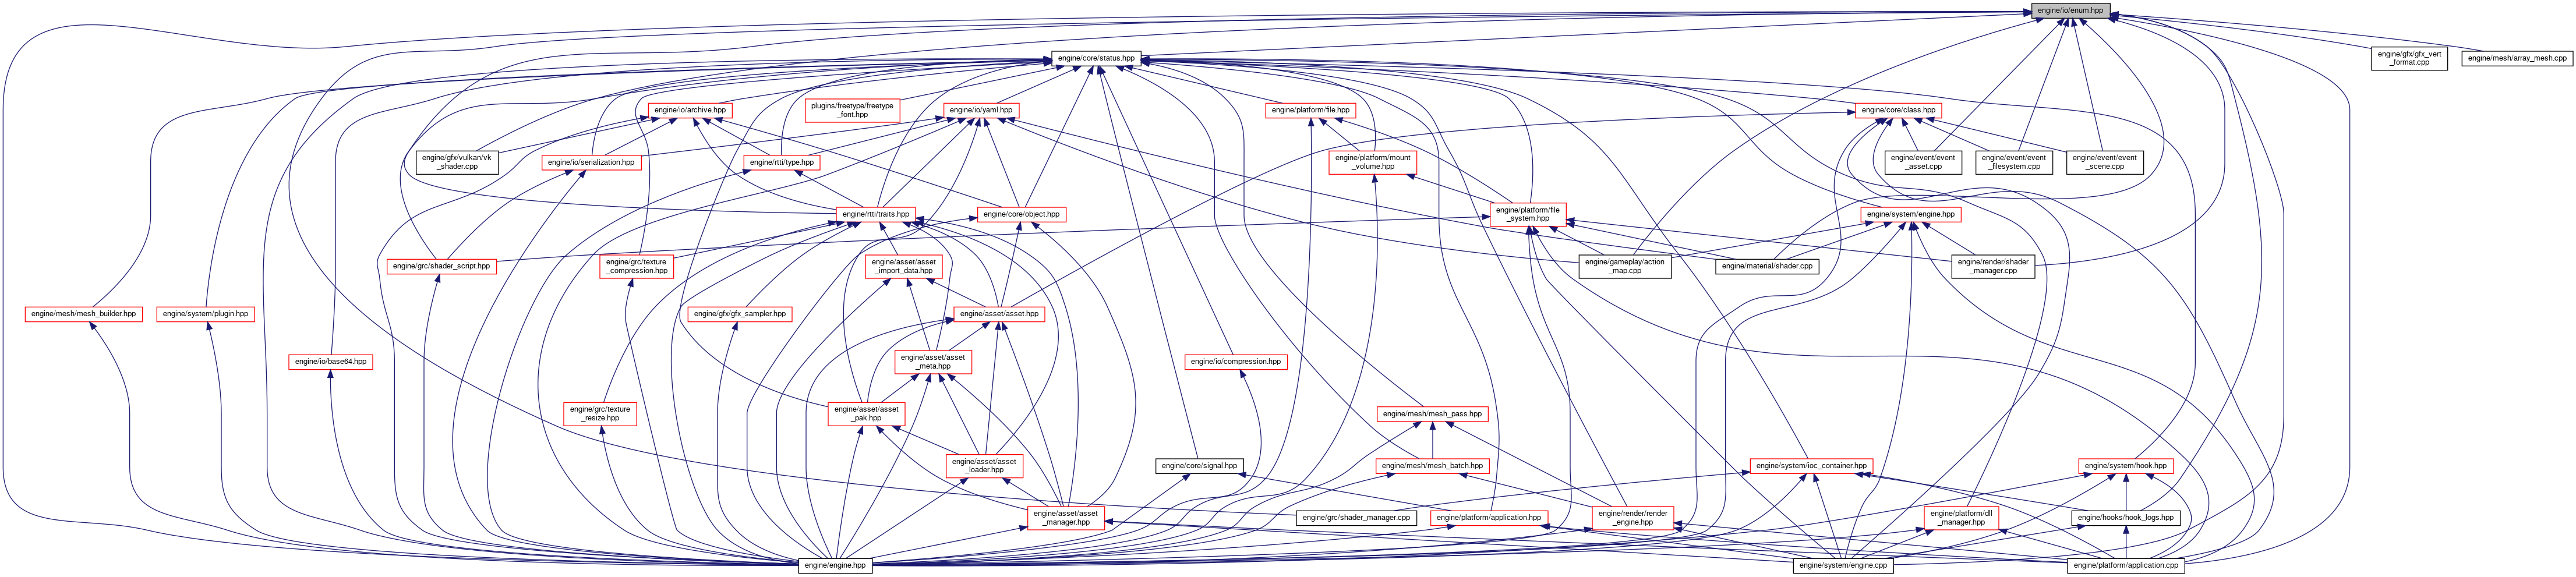 engine/io/enum.hpp
engine/core/status.hpp
engine/gfx/gfx_vert
_format.cpp
engine/mesh/array_mesh.cpp
engine/io/archive.hpp
plugins/freetype/freetype
_font.hpp
engine/io/yaml.hpp
engine/platform/file.hpp
engine/core/class.hpp
engine/gfx/vulkan/vk
_shader.cpp
engine/io/serialization.hpp
engine/rtti/type.hpp
engine/platform/mount
_volume.hpp
engine/event/event
_asset.cpp
engine/event/event
_filesystem.cpp
engine/event/event
_scene.cpp
engine/rtti/traits.hpp
engine/core/object.hpp
engine/platform/file
_system.hpp
engine/system/engine.hpp
engine/grc/shader_script.hpp
engine/grc/texture
_compression.hpp
engine/asset/asset
_import_data.hpp
engine/gameplay/action
_map.cpp
engine/material/shader.cpp
engine/render/shader
_manager.cpp
engine/mesh/mesh_builder.hpp
engine/system/plugin.hpp
engine/gfx/gfx_sampler.hpp
engine/asset/asset.hpp
engine/io/base64.hpp
engine/asset/asset
_meta.hpp
engine/io/compression.hpp
engine/grc/texture
_resize.hpp
engine/asset/asset
_pak.hpp
engine/mesh/mesh_pass.hpp
engine/asset/asset
_loader.hpp
engine/core/signal.hpp
engine/mesh/mesh_batch.hpp
engine/system/ioc_container.hpp
engine/system/hook.hpp
engine/asset/asset
_manager.hpp
engine/grc/shader_manager.cpp
engine/platform/application.hpp
engine/render/render
_engine.hpp
engine/platform/dll
_manager.hpp
engine/hooks/hook_logs.hpp
engine/engine.hpp
engine/system/engine.cpp
engine/platform/application.cpp